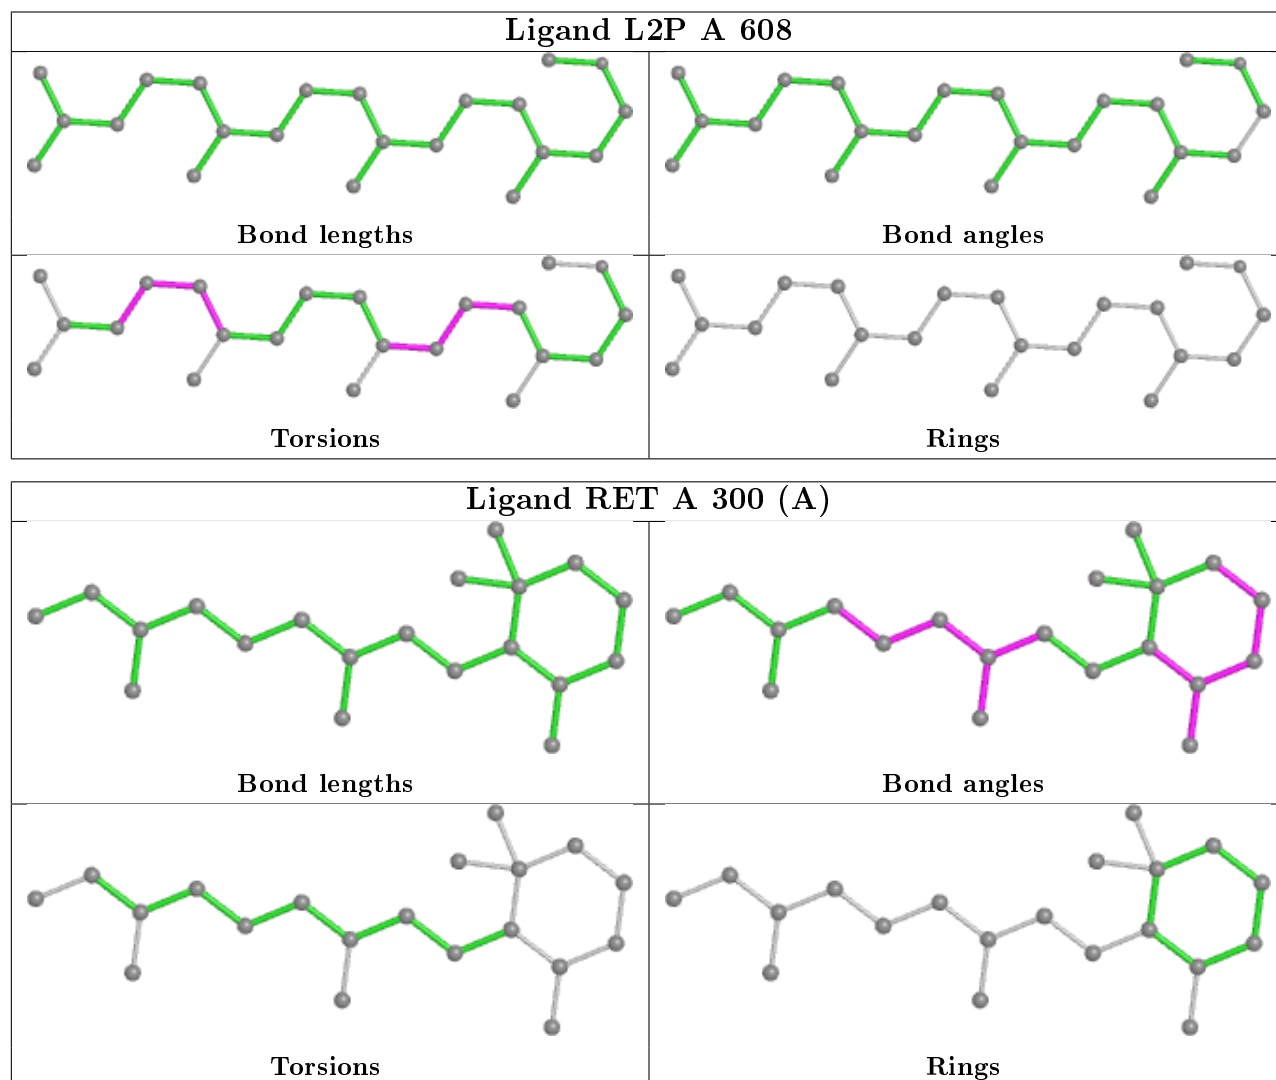 Ligand L2P A 608
Bond lengths
Bond angles
Torsions
Rings
Ligand RET A 300 (A)
Bond lengths
Bond angles
Torsions
Rings